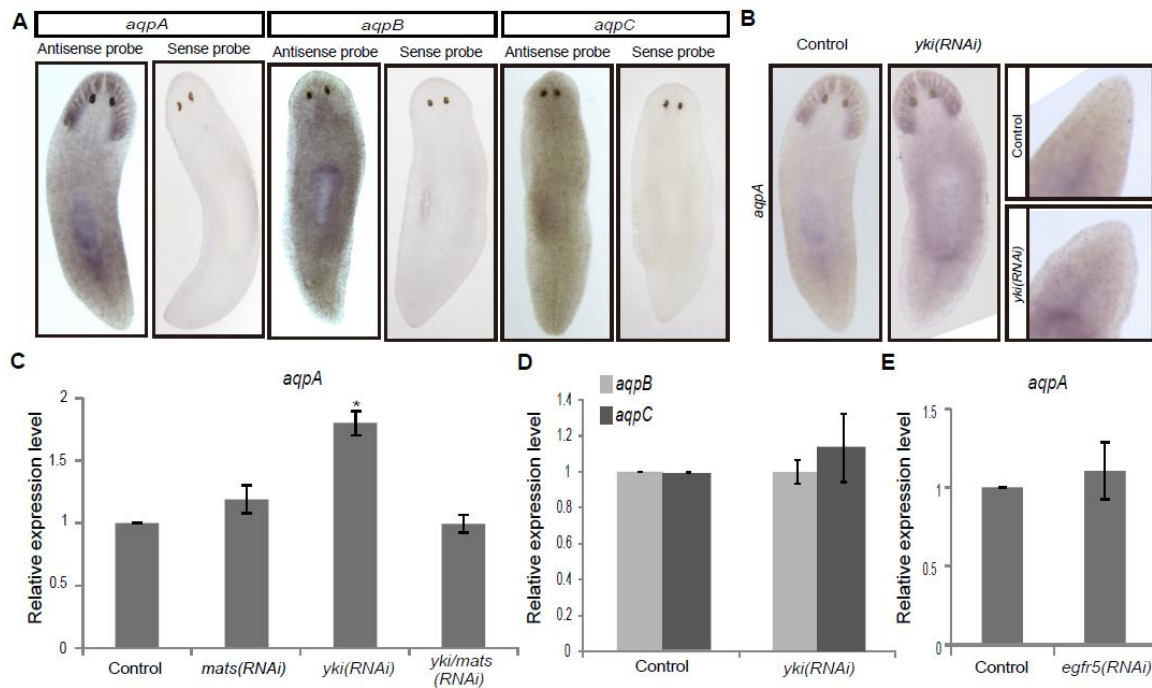 A
aqpA aqpB aqpC
Antisense probe Sense probe Antisense probe Sense probe Antisense probe Sense probe
B
Control yki(RNAi)
aqpA
Control
yki(RNAi)
C
aqpA
Relative expression level
2
1.5
1
0.5
0
*
Control mats(RNAi) yki(RNAi) yki/mats
(RNAi)
D
aqpB
aqpC
Relative expression level
1.4
1.2
1
0.8
0.6
0.4
0.2
0
Control yki(RNAi)
E
aqpA
Relative expression level
1.5
1
0.5
0
Control egfr5(RNAi)